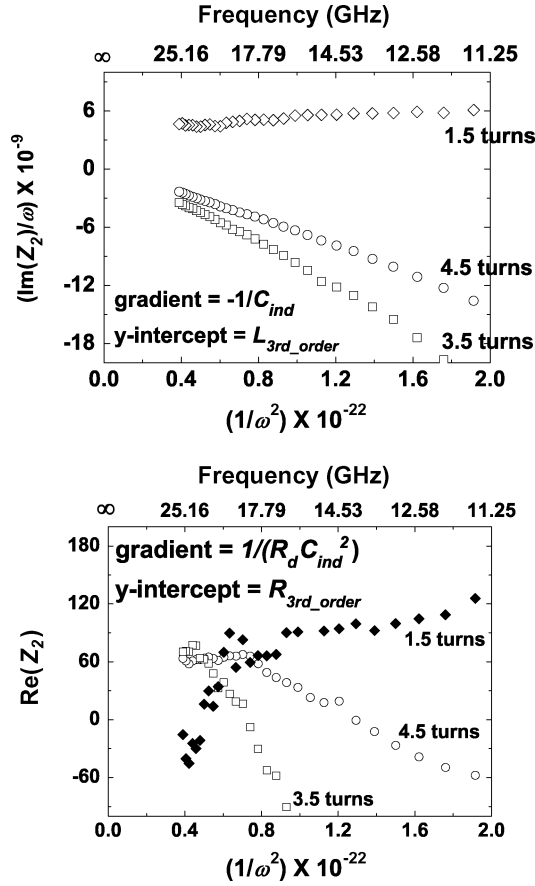 Frequency (GHz)
∞ 25.16 17.79 14.53 12.58 11.25
6
0
-6
-12
-18
(Im(Z₂)/ω) X 10⁻⁹
1.5 turns
4.5 turns
3.5 turns
gradient = -1/C_ind
y-intercept = L_3rd_order
0.0 0.4 0.8 1.2 1.6 2.0
(1/ω²) X 10⁻²²
Frequency (GHz)
∞ 25.16 17.79 14.53 12.58 11.25
180
120
60
0
-60
Re(Z₂)
gradient = 1/(R_d C_ind²)
y-intercept = R_3rd_order
1.5 turns
4.5 turns
3.5 turns
0.0 0.4 0.8 1.2 1.6 2.0
(1/ω²) X 10⁻²²